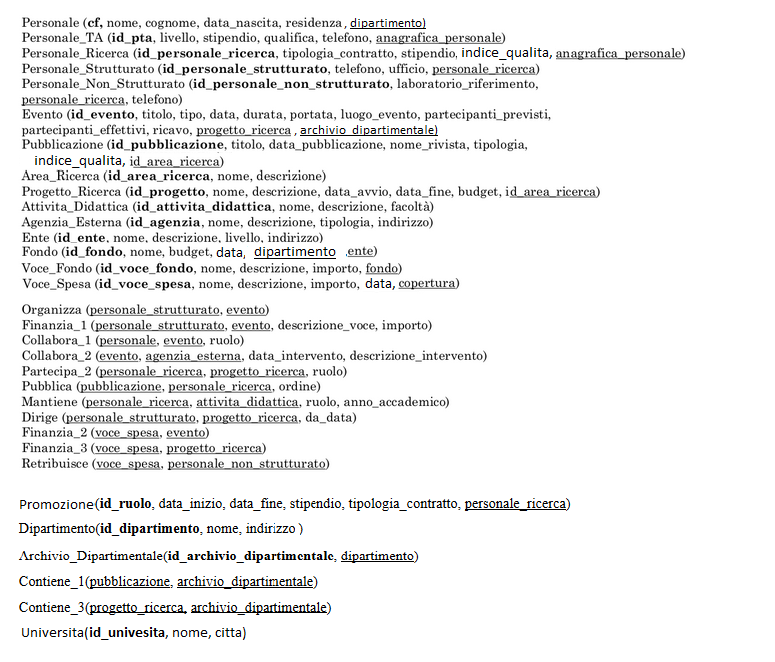 Personale (cf, nome, cognome, data_nascita, residenza, dipartimento)
Personale_TA (id_pta, livello, stipendio, qualifica, telefono, anagrafica_personale)
Personale_Ricerca (id_personale_ricerca, tipologia_contratto, stipendio, indice_qualita, anagrafica_personale)
Personale_Strutturato (id_personale_strutturato, telefono, ufficio, personale_ricerca)
Personale_Non_Strutturato (id_personale_non_strutturato, laboratorio_riferimento,
personale_ricerca, telefono)
Evento (id_evento, titolo, tipo, data, durata, portata, luogo_evento, partecipanti_previsti,
partecipanti_effettivi, ricavo, progetto_ricerca , archivio_dipartimentale)
Pubblicazione (id_pubblicazione, titolo, data_pubblicazione, nome_rivista, tipologia,
indice_qualita, id_area_ricerca)
Area_Ricerca (id_area_ricerca, nome, descrizione)
Progetto_Ricerca (id_progetto, nome, descrizione, data_avvio, data_fine, budget, id_area_ricerca)
Attivita_Didattica (id_attivita_didattica, nome, descrizione, facoltà)
Agenzia_Esterna (id_agenzia, nome, descrizione, tipologia, indirizzo)
Ente (id_ente, nome, descrizione, livello, indirizzo)
Fondo (id_fondo, nome, budget, data, dipartimento ,ente)
Voce_Fondo (id_voce_fondo, nome, descrizione, importo, fondo)
Voce_Spesa (id_voce_spesa, nome, descrizione, importo, data, copertura)
Organizza (personale_strutturato, evento)
Finanzia_1 (personale_strutturato, evento, descrizione_voce, importo)
Collabora_1 (personale, evento, ruolo)
Collabora_2 (evento, agenzia_esterna, data_intervento, descrizione_intervento)
Partecipa_2 (personale_ricerca, progetto_ricerca, ruolo)
Pubblica (pubblicazione, personale_ricerca, ordine)
Mantiene (personale_ricerca, attivita_didattica, ruolo, anno_accademico)
Dirige (personale_strutturato, progetto_ricerca, da_data)
Finanzia_2 (voce_spesa, evento)
Finanzia_3 (voce_spesa, progetto_ricerca)
Retribuisce (voce_spesa, personale_non_strutturato)
Promozione(id_ruolo, data_inizio, data_fine, stipendio, tipologia_contratto, personale_ricerca)
Dipartimento(id_dipartimento, nome, indirizzo )
Archivio_Dipartimentale(id_archivio_dipartimentale, dipartimento)
Contiene_1(pubblicazione, archivio_dipartimentale)
Contiene_3(progetto_ricerca, archivio_dipartimentale)
Universita(id_univesita, nome, citta)